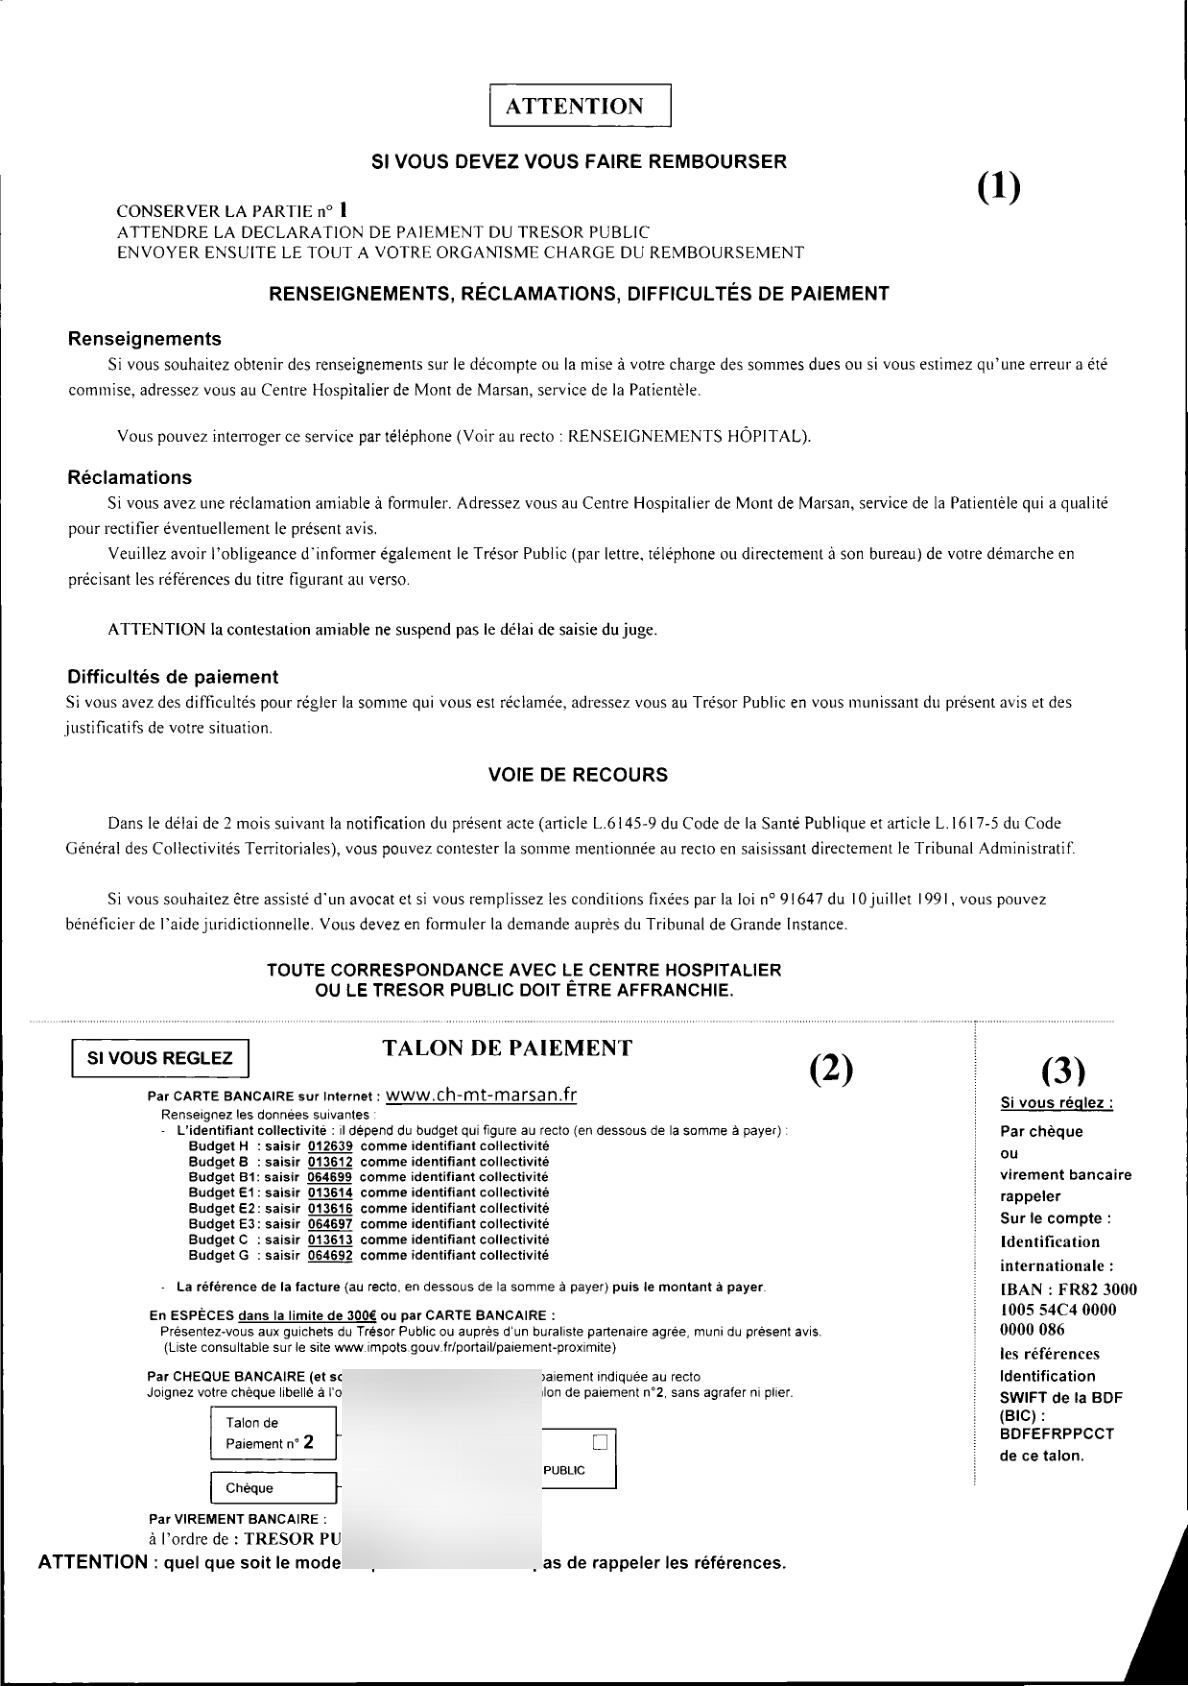 ATTENTION
SI VOUS DEVEZ VOUS FAIRE REMBOURSER
(1)
CONSERVER LA PARTIE n° 1
ATTENDRE LA DECLARATION DE PAIEMENT DU TRESOR PUBLIC
ENVOYER ENSUITE LE TOUT A VOTRE ORGANISME CHARGE DU REMBOURSEMENT
RENSEIGNEMENTS, RÉCLAMATIONS, DIFFICULTÉS DE PAIEMENT
Renseignements
Si vous souhaitez obtenir des renseignements sur le décompte ou la mise à votre charge des sommes dues ou si vous estimez qu'une erreur a été
commise, adressez vous au Centre Hospitalier de Mont de Marsan, service de la Patientèle.
Vous pouvez interroger ce service par téléphone (Voir au recto : RENSEIGNEMENTS HÔPITAL).
Réclamations
Si vous avez une réclamation amiable à formuler. Adressez vous au Centre Hospitalier de Mont de Marsan, service de la Patientèle qui a qualité
pour rectifier éventuellement le présent avis.
Veuillez avoir l'obligeance d'informer également le Trésor Public (par lettre, téléphone ou directement à son bureau) de votre démarche en
précisant les références du titre figurant au verso.
ATTENTION la contestation amiable ne suspend pas le délai de saisie du juge.
Difficultés de paiement
Si vous avez des difficultés pour régler la somme qui vous est réclamée, adressez vous au Trésor Public en vous munissant du présent avis et des
justificatifs de votre situation.
VOIE DE RECOURS
Dans le délai de 2 mois suivant la notification du présent acte (article L.6145-9 du Code de la Santé Publique et article L.1617-5 du Code
Général des Collectivités Territoriales), vous pouvez contester la somme mentionnée au recto en saisissant directement le Tribunal Administratif.
Si vous souhaitez être assisté d'un avocat et si vous remplissez les conditions fixées par la loi n° 91647 du 10 juillet 1991, vous pouvez
bénéficier de l'aide juridictionnelle. Vous devez en formuler la demande auprès du Tribunal de Grande Instance.
TOUTE CORRESPONDANCE AVEC LE CENTRE HOSPITALIER
OU LE TRESOR PUBLIC DOIT ÊTRE AFFRANCHIE.
SI VOUS REGLEZ
TALON DE PAIEMENT
(2)
Par CARTE BANCAIRE sur Internet : www.ch-mt-marsan.fr
Renseignez les données suivantes :
- L'identifiant collectivité : il dépend du budget qui figure au recto (en dessous de la somme à payer) :
Budget H : saisir 012639 comme identifiant collectivité
Budget B : saisir 013612 comme identifiant collectivité
Budget B1: saisir 064699 comme identifiant collectivité
Budget E1: saisir 013614 comme identifiant collectivité
Budget E2: saisir 013616 comme identifiant collectivité
Budget E3: saisir 064697 comme identifiant collectivité
Budget C : saisir 013613 comme identifiant collectivité
Budget G : saisir 064692 comme identifiant collectivité
- La référence de la facture (au recto, en dessous de la somme à payer) puis le montant à payer.
En ESPÈCES dans la limite de 300€ ou par CARTE BANCAIRE :
Présentez-vous aux guichets du Trésor Public ou auprès d'un buraliste partenaire agrée, muni du présent avis.
(Liste consultable sur le site www.impots.gouv.fr/portail/paiement-proximite)
Par CHEQUE BANCAIRE (et paiement indiquée au recto
Joignez votre chèque libellé à de paiement n°2, sans agrafer ni plier.
Talon de
Paiement n° 2
PUBLIC
Chèque
Par VIREMENT BANCAIRE :
à l'ordre de : TRESOR
ATTENTION : quel que soit le mode pas de rappeler les références.
(3)
Si vous réglez :
Par chèque
ou
virement bancaire
rappeler
Sur le compte :
Identification
internationale :
IBAN : FR82 3000
1005 54C4 0000
0000 086
les références
Identification
SWIFT de la BDF
(BIC) :
BDFEFRPPCCT
de ce talon.